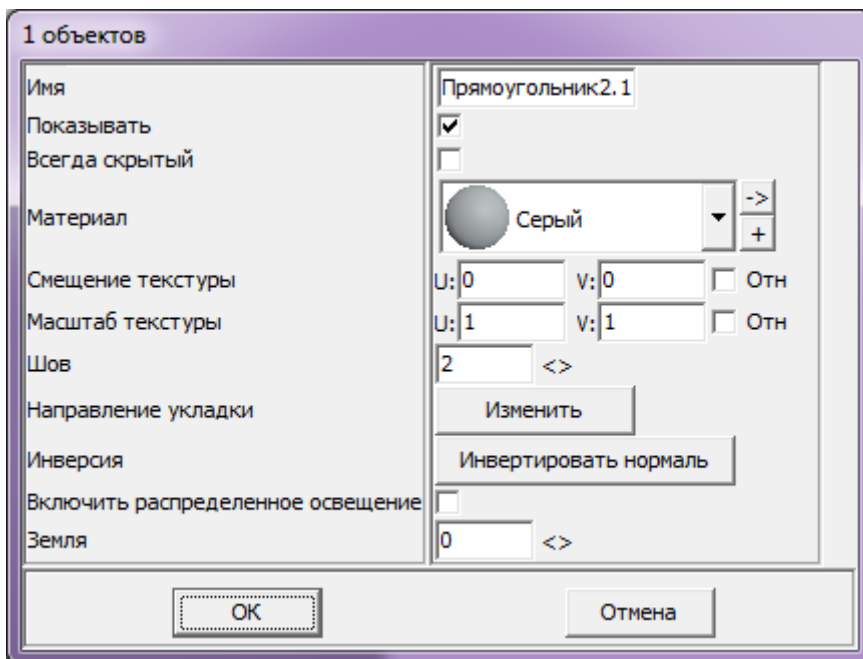 1 объектов
Имя Прямоугольник2.1
Показывать
Всегда скрытый
Материал Серый -> +
Смещение текстуры U: 0 V: 0 Отн
Масштаб текстуры U: 1 V: 1 Отн
Шов 2 <>
Направление укладки Изменить
Инверсия Инвертировать нормаль
Включить распределенное освещение
Земля 0 <>
OK Отмена